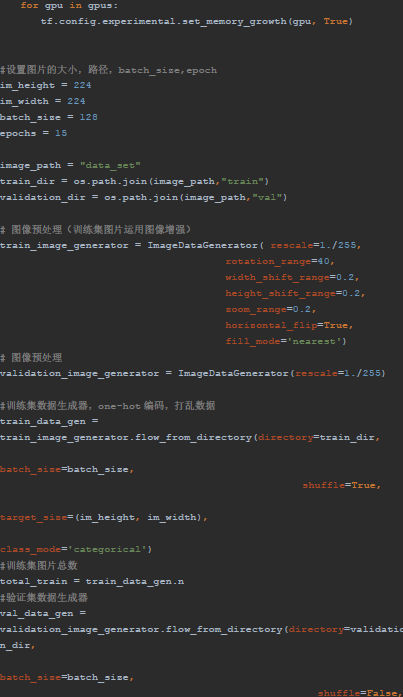 for gpu in gpus:
tf.config.experimental.set_memory_growth(gpu, True)
#设置图片的大小，路径，batch_size,epoch
im_height = 224
im_width = 224
batch_size = 128
epochs = 15
image_path = "data_set"
train_dir = os.path.join(image_path,"train")
validation_dir = os.path.join(image_path,"val")
# 图像预处理（训练集图片运用图像增强）
train_image_generator = ImageDataGenerator( rescale=1./255,
rotation_range=40,
width_shift_range=0.2,
height_shift_range=0.2,
zoom_range=0.2,
horizontal_flip=True,
fill_mode='nearest')
# 图像预处理
validation_image_generator = ImageDataGenerator(rescale=1./255)
#训练集数据生成器，one-hot 编码，打乱数据
train_data_gen =
train_image_generator.flow_from_directory(directory=train_dir,
batch_size=batch_size,
shuffle=True,
target_size=(im_height, im_width),
class_mode='categorical')
#训练集图片总数
total_train = train_data_gen.n
#验证集数据生成器
val_data_gen =
validation_image_generator.flow_from_directory(directory=validatio
n_dir,
batch_size=batch_size,
shuffle=False,